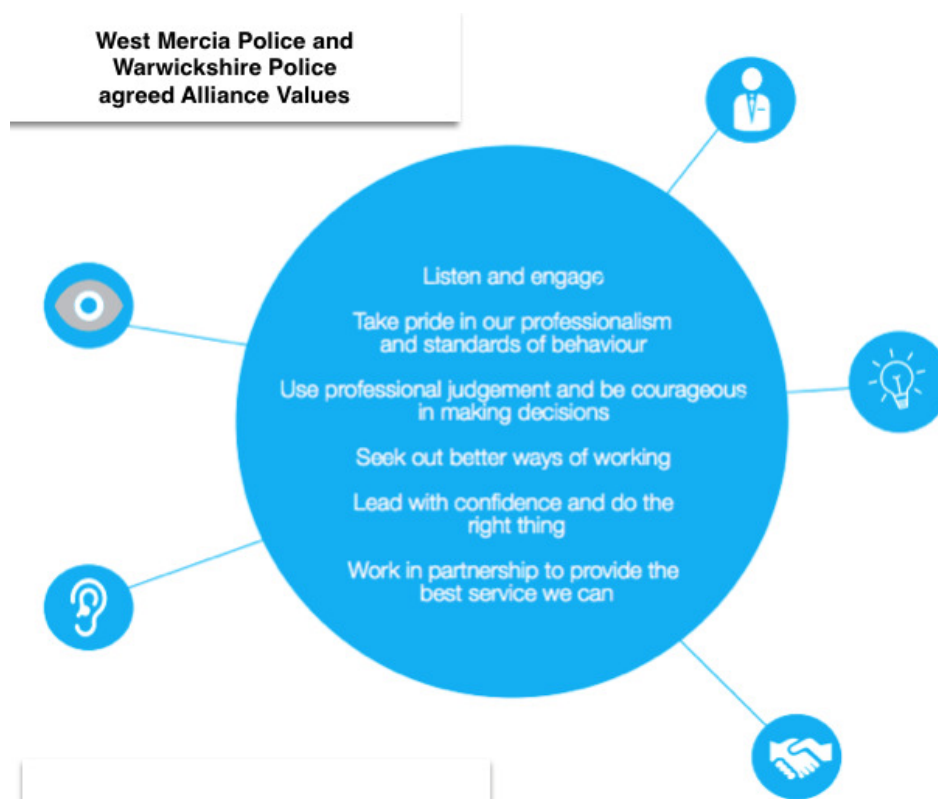 West Mercia Police and
Warwickshire Police
agreed Alliance Values
Listen and engage
Take pride in our professionalism
and standards of behaviour
Use professional judgement and be courageous
in making decisions
Seek out better ways of working
Lead with confidence and do the
right thing
Work in partnership to provide the
best service we can